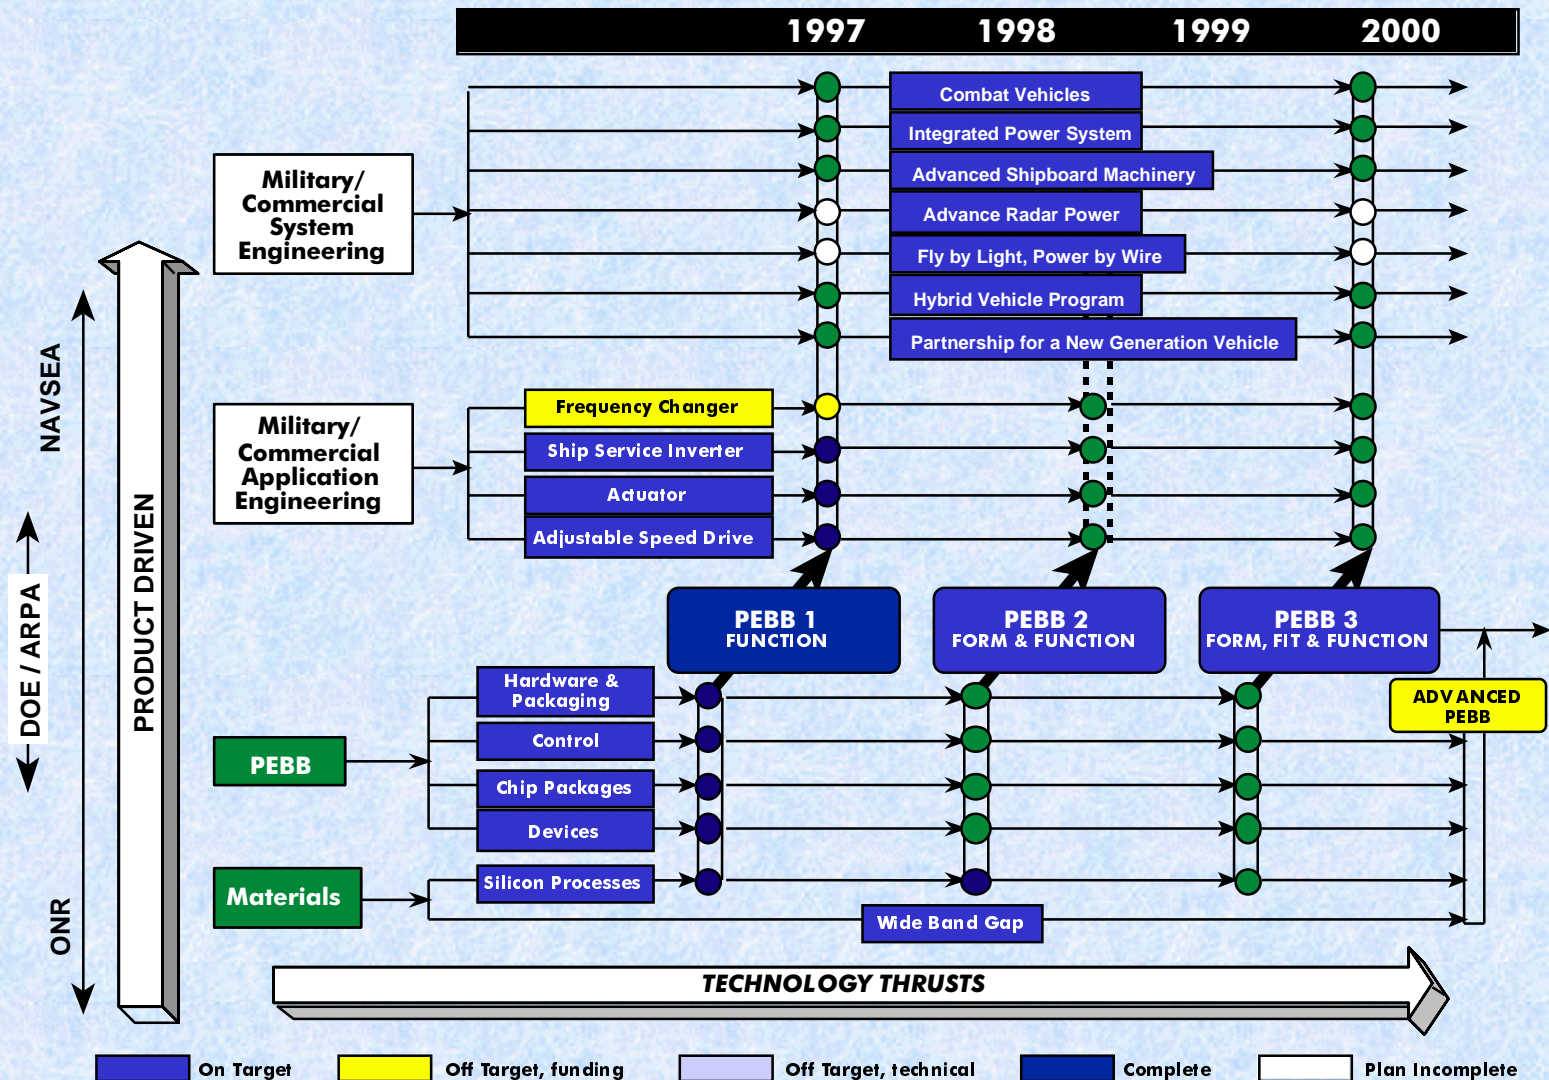 1997 1998 1999 2000
Combat Vehicles
Integrated Power System
Advanced Shipboard Machinery
Advance Radar Power
Fly by Light, Power by Wire
Hybrid Vehicle Program
Partnership for a New Generation Vehicle
Military/
Commercial
System
Engineering
Military/
Commercial
Application
Engineering
Frequency Changer
Ship Service Inverter
Actuator
Adjustable Speed Drive
PEBB 1
FUNCTION
PEBB 2
FORM & FUNCTION
PEBB 3
FORM, FIT & FUNCTION
ADVANCED
PEBB
Hardware &
Packaging
Control
Chip Packages
Devices
PEBB
Silicon Processes
Materials
Wide Band Gap
NAVSEA
DOE / ARPA
ONR
PRODUCT DRIVEN
TECHNOLOGY THRUSTS
On Target
Off Target, funding
Off Target, technical
Complete
Plan Incomplete